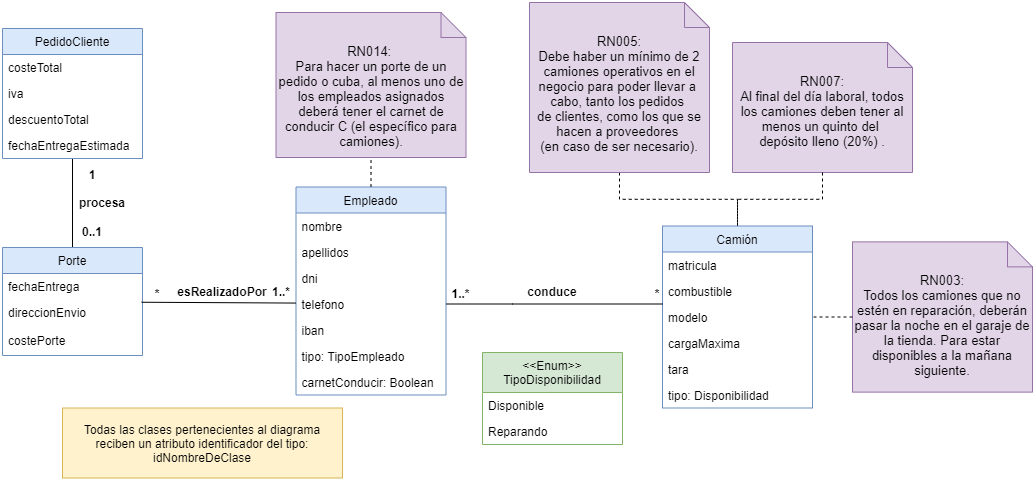 PedidoCliente
costeTotal
iva
descuentoTotal
fechaEntregaEstimada
1
procesa
0..1
Porte
fechaEntrega
direccionEnvio
costePorte
*
esRealizadoPor
1..*
RN014:
Para hacer un porte de un
pedido o cuba, al menos uno de
los empleados asignados
deberá tener el carnet de
conducir C (el específico para
camiones).
Empleado
nombre
apellidos
dni
telefono
iban
tipo: TipoEmpleado
carnetConducir: Boolean
1..*
conduce
*
RN005:
Debe haber un mínimo de 2
camiones operativos en el
negocio para poder llevar a
cabo, tanto los pedidos
de clientes, como los que se
hacen a proveedores
(en caso de ser necesario).
RN007:
Al final del día laboral, todos
los camiones deben tener al
menos un quinto del
depósito lleno (20%) .
Camión
matricula
combustible
modelo
cargaMaxima
tara
tipo: Disponibilidad
RN003:
Todos los camiones que no
estén en reparación, deberán
pasar la noche en el garaje de
la tienda. Para estar
disponibles a la mañana
siguiente.
<<Enum>>
TipoDisponibilidad
Disponible
Reparando
Todas las clases pertenecientes al diagrama
reciben un atributo identificador del tipo:
idNombreDeClase